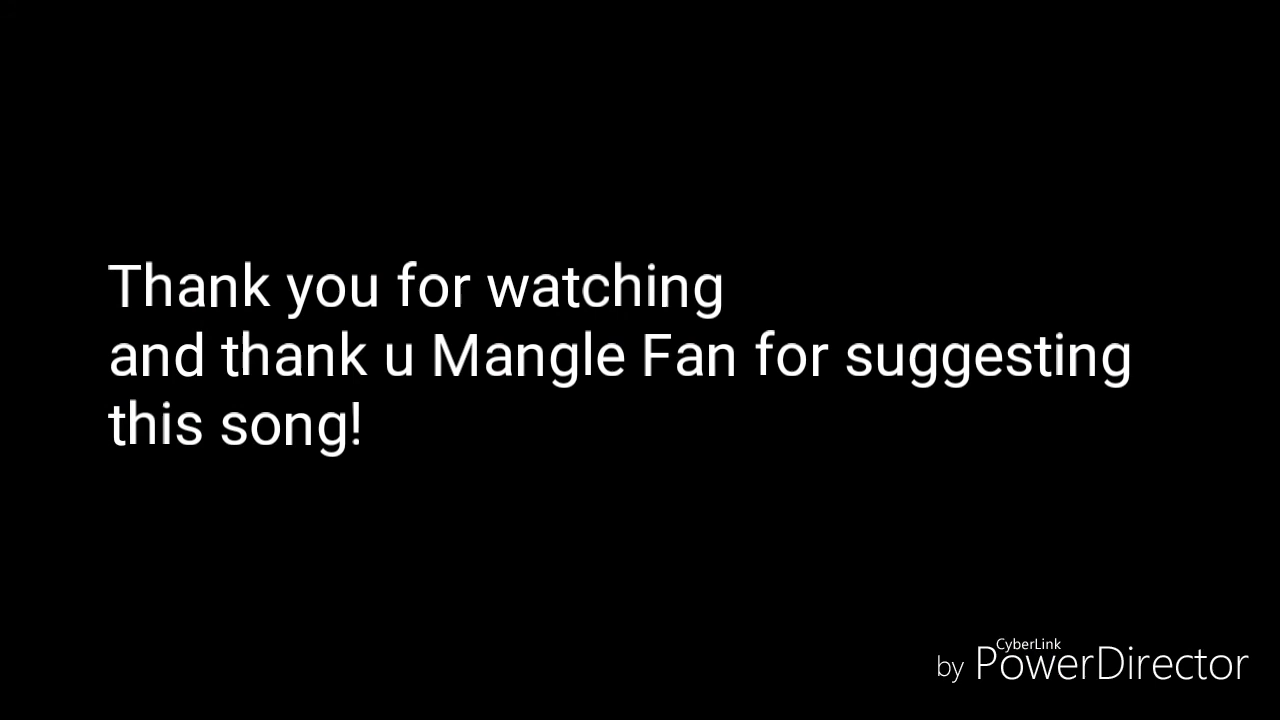 Thank you for watching
and thank u Mangle Fan for suggesting
this song!
CyberLink
by PowerDirector